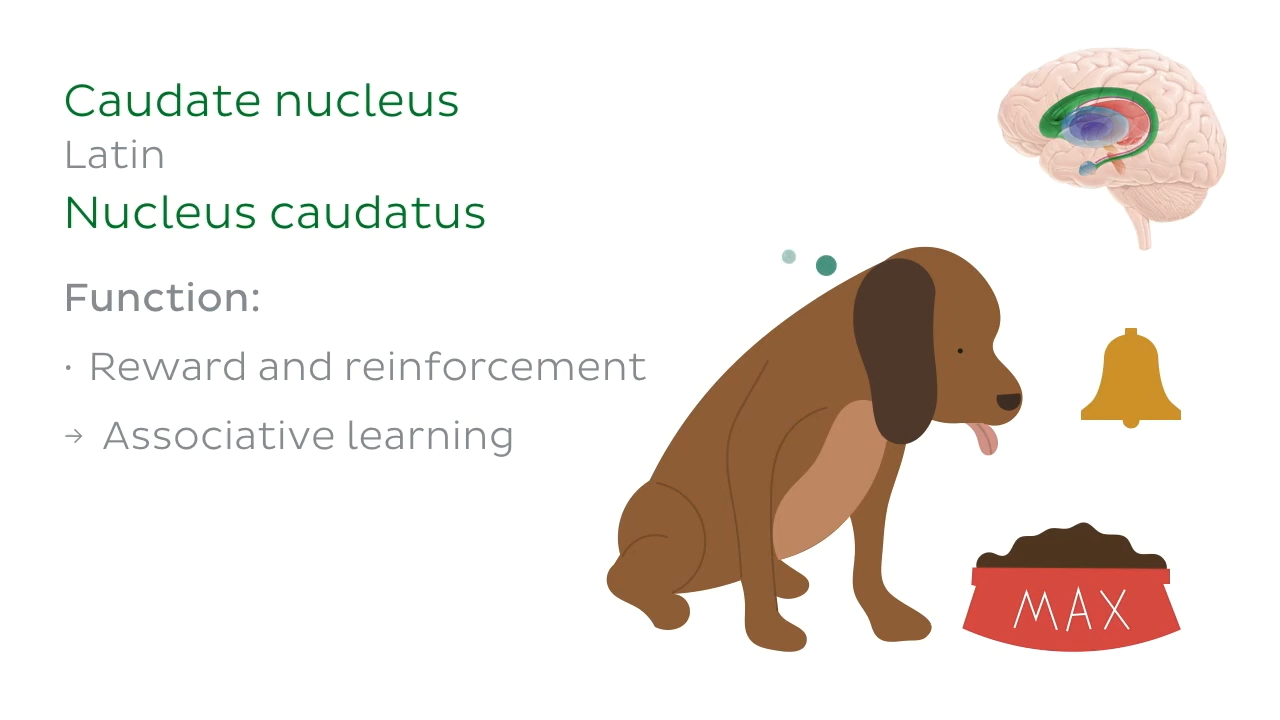 Caudate nucleus
Latin
Nucleus caudatus
Function:
· Reward and reinforcement
→ Associative learning
MAX